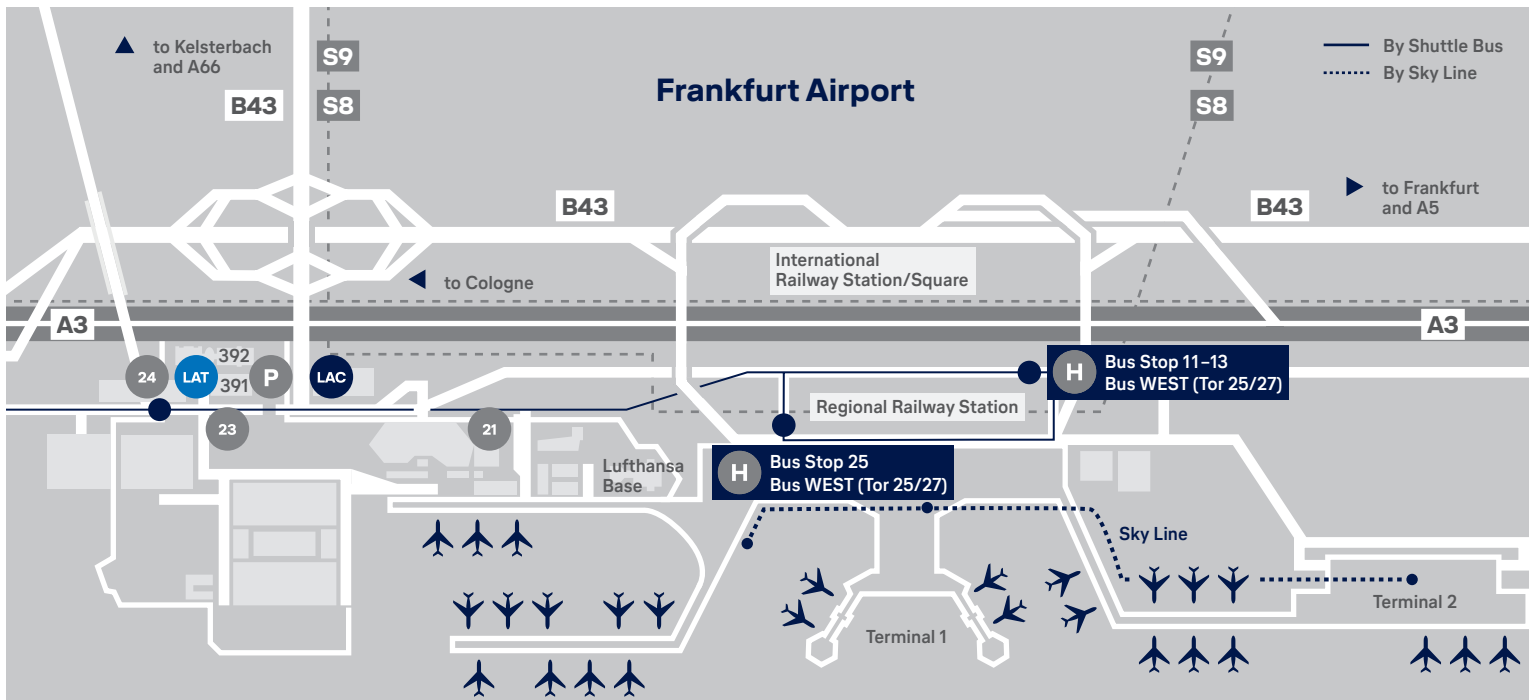 to Kelsterbach
and A66
S9
S8
B43
Frankfurt Airport
S9
S8
By Shuttle Bus
By Sky Line
to Frankfurt
and A5
B43
B43
International
Railway Station/Square
to Cologne
A3
A3
24
LAT
392
391
P
LAC
23
21
H
Bus Stop 11–13
Bus WEST (Tor 25/27)
Regional Railway Station
Lufthansa
Base
H
Bus Stop 25
Bus WEST (Tor 25/27)
Sky Line
Terminal 1
Terminal 2